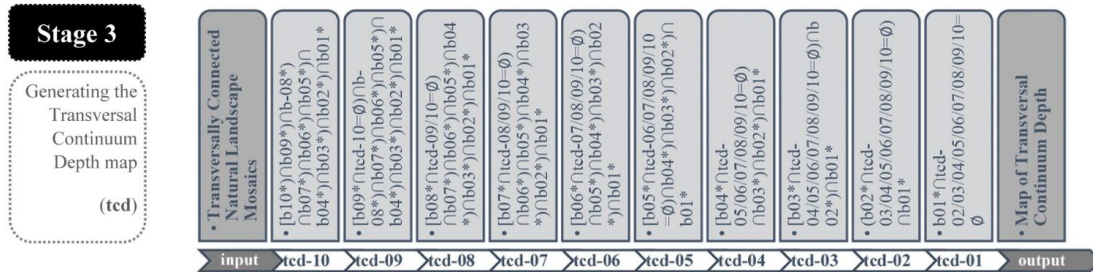 Stage 3
Generating the
Transversal
Continuum
Depth map
(tcd)
• Transversally Connected
Natural Landscape
Mosaics
• [b10*)∩b09*)∩b-08*)
∩b07*)∩b06*)∩b05*)∩
b04*)∩b03*)∩b02*)∩b01*
• [b09*∩tcd-10=∅)∩b-
08*)∩b07*)∩b06*)∩b05*)∩
b04*)∩b03*)∩b02*)∩b01*
• [b08*∩tcd-09/10=∅)
∩b07*)∩b06*)∩b05*)∩b04
*)∩b03*)∩b02*)∩b01*
• [b07*∩tcd-08/09/10=∅)
∩b06*)∩b05*)∩b04*)∩b03
*)∩b02*)∩b01*
• [b06*∩tcd-07/08/09/10=∅)
∩b05*)∩b04*)∩b03*)∩b02
*)∩b01*
• [b05*∩tcd-06/07/08/09/10
=∅)∩b04*)∩b03*)∩b02*)∩
b01*
• [b04*∩tcd-
05/06/07/08/09/10=∅)∩
b03*)∩b02*)∩b01*
• [b03*∩tcd-
04/05/06/07/08/09/10=∅)∩b
02*)∩b01*
• [b02*∩tcd-
03/04/05/06/07/08/09/10=∅)
∩b01*
• b01*∩tcd-
02/03/04/05/06/07/08/09/10=
∅
• Map of Transversal
Continuum Depth
input
tcd-10
tcd-09
tcd-08
tcd-07
tcd-06
tcd-05
tcd-04
tcd-03
tcd-02
tcd-01
output